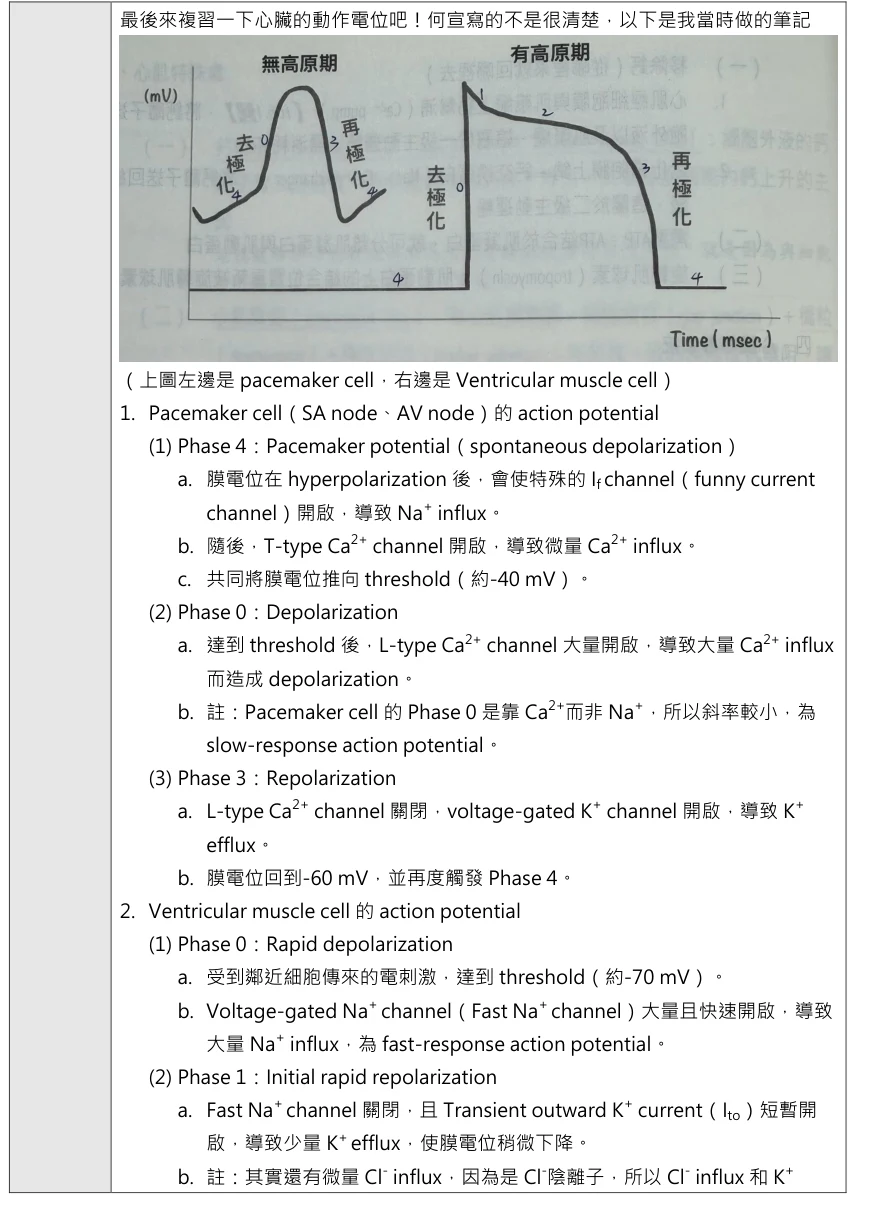 最後來複習一下心臟的動作電位吧！何宣寫的不是很清楚，以下是我當時做的筆記
無高原期
有高原期
(mV)
去極化
0
4
再極化
3
4
去極化
0
1
2
3
再極化
4
4
Time (msec)
（上圖左邊是 pacemaker cell，右邊是 Ventricular muscle cell）
1. Pacemaker cell（SA node、AV node）的 action potential
(1) Phase 4：Pacemaker potential（spontaneous depolarization）
a. 膜電位在 hyperpolarization 後，會使特殊的 If channel（funny current
channel）開啟，導致 Na+ influx。
b. 隨後，T-type Ca2+ channel 開啟，導致微量 Ca2+ influx。
c. 共同將膜電位推向 threshold（約-40 mV）。
(2) Phase 0：Depolarization
a. 達到 threshold 後，L-type Ca2+ channel 大量開啟，導致大量 Ca2+ influx
而造成 depolarization。
b. 註：Pacemaker cell 的 Phase 0 是靠 Ca2+而非 Na+，所以斜率較小，為
slow-response action potential。
(3) Phase 3：Repolarization
a. L-type Ca2+ channel 關閉，voltage-gated K+ channel 開啟，導致 K+
efflux。
b. 膜電位回到-60 mV，並再度觸發 Phase 4。
2. Ventricular muscle cell 的 action potential
(1) Phase 0：Rapid depolarization
a. 受到鄰近細胞傳來的電刺激，達到 threshold（約-70 mV）。
b. Voltage-gated Na+ channel（Fast Na+ channel）大量且快速開啟，導致
大量 Na+ influx，為 fast-response action potential。
(2) Phase 1：Initial rapid repolarization
a. Fast Na+ channel 關閉，且 Transient outward K+ current（Ito）短暫開
啟，導致少量 K+ efflux，使膜電位稍微下降。
b. 註：其實還有微量 Cl- influx，因為是 Cl-陰離子，所以 Cl- influx 和 K+